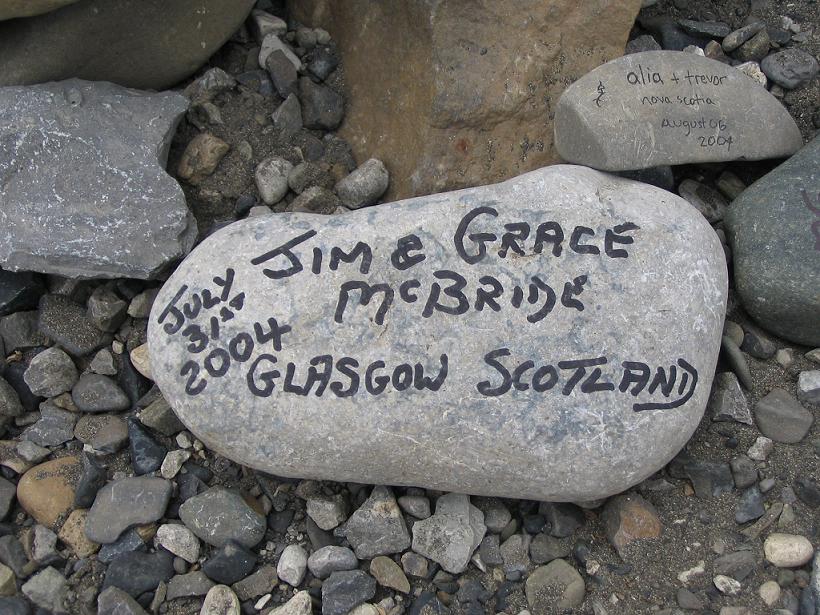 JIM & GRACE
McBRIDE
JULY
31st
2004
GLASGOW SCOTLAND
alia + trevor
nova scotia
august 06
2004